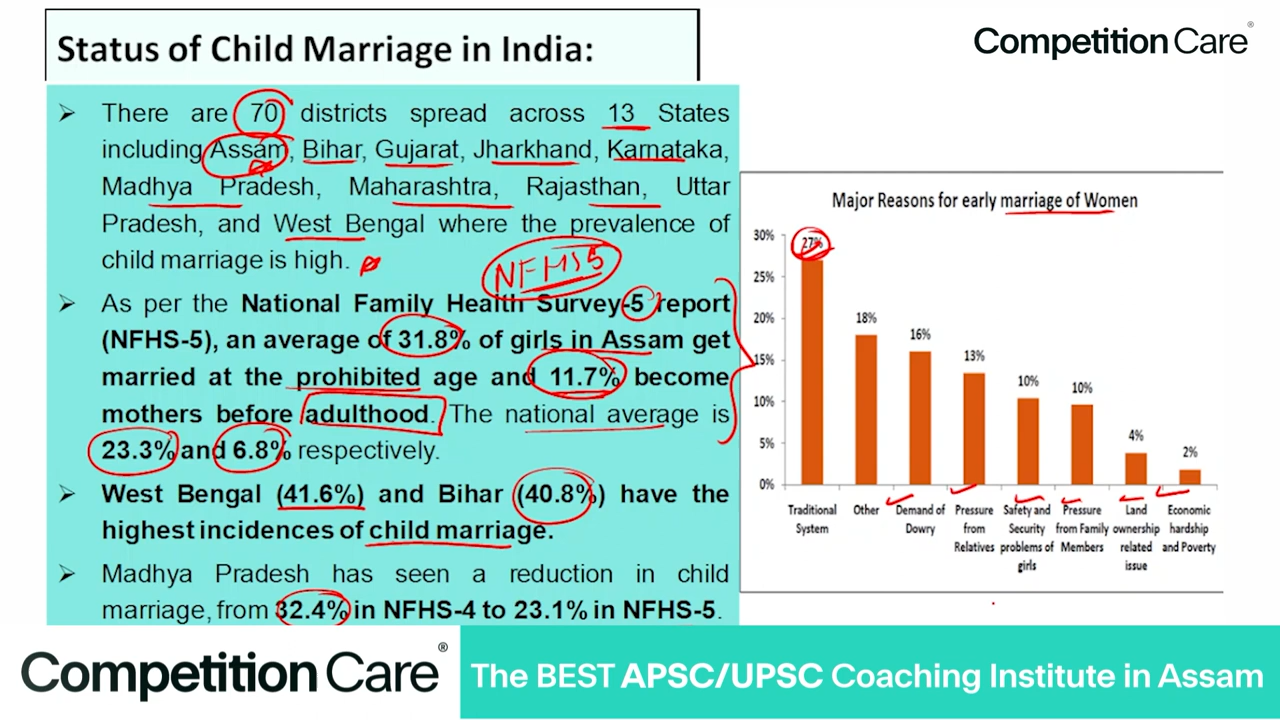 Status of Child Marriage in India:
Competition Care®
➢ There are 70 districts spread across 13 States
including Assam, Bihar, Gujarat, Jharkhand, Karnataka,
Madhya Pradesh, Maharashtra, Rajasthan, Uttar
Pradesh, and West Bengal where the prevalence of
child marriage is high.
NFHS5
➢ As per the National Family Health Survey-5 report
(NFHS-5), an average of 31.8% of girls in Assam get
married at the prohibited age and 11.7% become
mothers before adulthood. The national average is
23.3% and 6.8% respectively.
➢ West Bengal (41.6%) and Bihar (40.8%) have the
highest incidences of child marriage.
➢ Madhya Pradesh has seen a reduction in child
marriage, from 32.4% in NFHS-4 to 23.1% in NFHS-5.
Major Reasons for early marriage of Women
30%
25%
20%
15%
10%
5%
0%
27%
18%
16%
13%
10%
10%
4%
2%
Traditional
System
Other
Demand of
Dowry
Pressure
from
Relatives
Safety and
Security
problems of
girls
Pressure
from Family
Members
Land
ownership
related
issue
Economic
hardship
and Poverty
Competition Care®
The BEST APSC/UPSC Coaching Institute in Assam